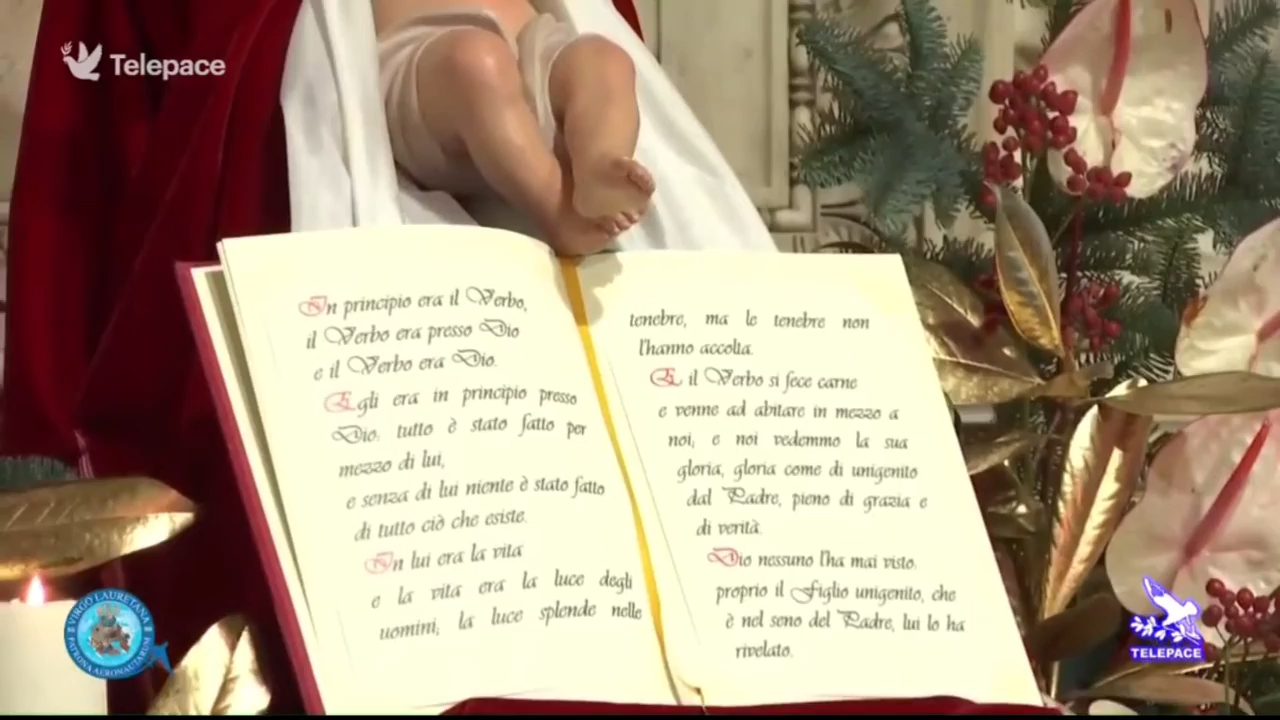 Telepace
In principio era il Verbo,
il Verbo era presso Dio
e il Verbo era Dio.
Egli era in principio presso
Dio: tutto è stato fatto per
mezzo di lui,
e senza di lui niente è stato fatto
di tutto ciò che esiste.
In lui era la vita
e la vita era la luce degli
uomini; la luce splende nelle
tenebre, ma le tenebre non
l'hanno accolta.
E il Verbo si fece carne
e venne ad abitare in mezzo a
noi; e noi vedemmo la sua
gloria, gloria come di unigenito
dal Padre, pieno di grazia e
di verità.
Dio nessuno l'ha mai visto:
proprio il Figlio unigenito, che
è nel seno del Padre, lui lo ha
rivelato.
VIRGO LAURETANA
PATRONA AERONAUTARUM
TELEPACE